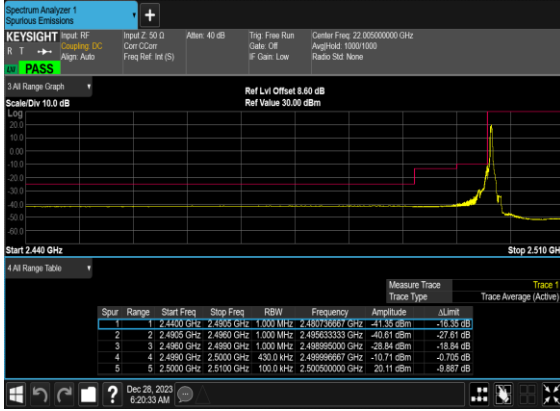 Spectrum Analyzer 1
Spurious Emissions
KEYSIGHT
R T
Input: RF
Coupling: DC
Align: Auto
Input Z: 50 Ω
Corr CCorr
Freq Ref: Int (S)
Atten: 40 dB
Trig: Free Run
Gate: Off
IF Gain: Low
Center Freq: 22.005000000 GHz
Avg|Hold: 1000/1000
Radio Std: None
PASS
3 All Range Graph
Scale/Div 10.0 dB
Ref Lvl Offset 8.60 dB
Ref Value 30.00 dBm
Log
20.0
10.0
0.00
-10.0
-20.0
-30.0
-40.0
-50.0
-60.0
Start 2.440 GHz
Stop 2.510 GH
4 All Range Table
Measure Trace Trace 1
Trace Type Trace Average (Active)
Spur Range Start Freq Stop Freq RBW Frequency Amplitude ΔLimit
1 1 2.4400 GHz 2.4905 GHz 1.000 MHz 2.480736667 GHz -41.35 dBm -16.35 dB
2 2 2.4905 GHz 2.4960 GHz 1.000 MHz 2.495633333 GHz -40.61 dBm -27.61 dB
3 3 2.4960 GHz 2.4990 GHz 1.000 MHz 2.498995000 GHz -28.84 dBm -18.84 dB
4 4 2.4990 GHz 2.5000 GHz 430.0 kHz 2.499996667 GHz -10.71 dBm -0.705 dB
5 5 2.5000 GHz 2.5100 GHz 100.0 kHz 2.500500000 GHz 20.11 dBm -9.887 dB
Dec 28, 2023
6:20:33 AM